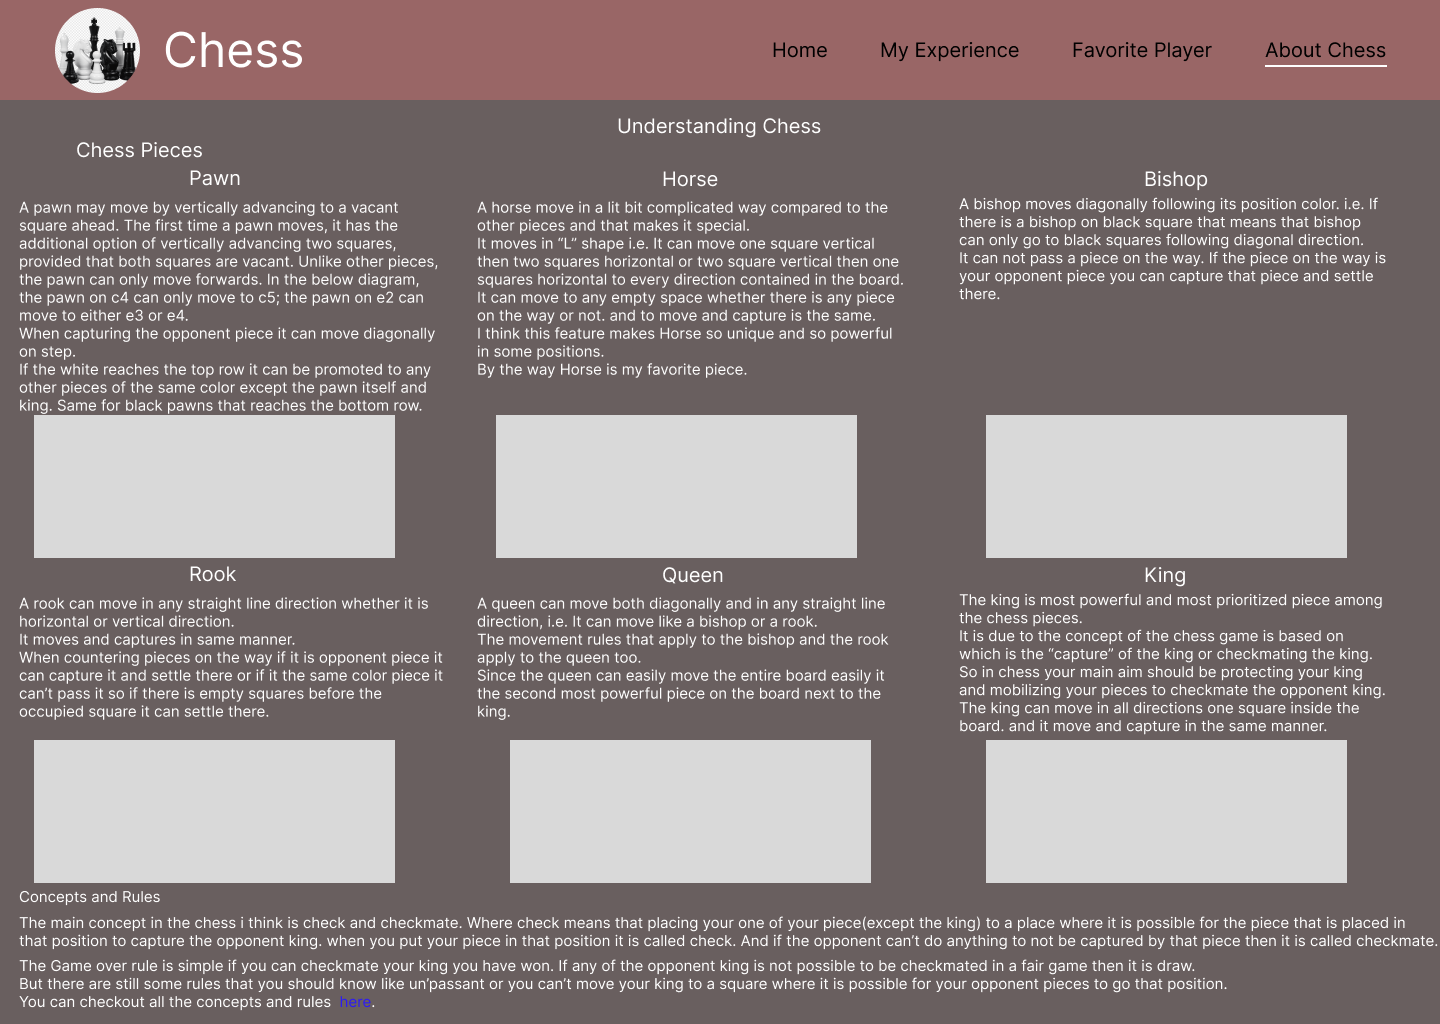 Chess
Home
My Experience
Favorite Player
About Chess
Understanding Chess
Chess Pieces
Pawn
A pawn may move by vertically advancing to a vacant
square ahead. The first time a pawn moves, it has the
additional option of vertically advancing two squares,
provided that both squares are vacant. Unlike other pieces,
the pawn can only move forwards. In the below diagram,
the pawn on c4 can only move to c5; the pawn on e2 can
move to either e3 or e4.
When capturing the opponent piece it can move diagonally
on step.
If the white reaches the top row it can be promoted to any
other pieces of the same color except the pawn itself and
king. Same for black pawns that reaches the bottom row.
Horse
A horse move in a lit bit complicated way compared to the
other pieces and that makes it special.
It moves in “L” shape i.e. It can move one square vertical
then two squares horizontal or two square vertical then one
squares horizontal to every direction contained in the board.
It can move to any empty space whether there is any piece
on the way or not. and to move and capture is the same.
I think this feature makes Horse so unique and so powerful
in some positions.
By the way Horse is my favorite piece.
Bishop
A bishop moves diagonally following its position color. i.e. If
there is a bishop on black square that means that bishop
can only go to black squares following diagonal direction.
It can not pass a piece on the way. If the piece on the way is
your opponent piece you can capture that piece and settle
there.
Rook
A rook can move in any straight line direction whether it is
horizontal or vertical direction.
It moves and captures in same manner.
When countering pieces on the way if it is opponent piece it
can capture it and settle there or if it the same color piece it
can’t pass it so if there is empty squares before the
occupied square it can settle there.
Queen
A queen can move both diagonally and in any straight line
direction, i.e. It can move like a bishop or a rook.
The movement rules that apply to the bishop and the rook
apply to the queen too.
Since the queen can easily move the entire board easily it
the second most powerful piece on the board next to the
king.
King
The king is most powerful and most prioritized piece among
the chess pieces.
It is due to the concept of the chess game is based on
which is the “capture” of the king or checkmating the king.
So in chess your main aim should be protecting your king
and mobilizing your pieces to checkmate the opponent king.
The king can move in all directions one square inside the
board. and it move and capture in the same manner.
Concepts and Rules
The main concept in the chess i think is check and checkmate. Where check means that placing your one of your piece(except the king) to a place where it is possible for the piece that is placed in
that position to capture the opponent king. when you put your piece in that position it is called check. And if the opponent can’t do anything to not be captured by that piece then it is called checkmate.
The Game over rule is simple if you can checkmate your king you have won. If any of the opponent king is not possible to be checkmated in a fair game then it is draw.
But there are still some rules that you should know like un’passant or you can’t move your king to a square where it is possible for your opponent pieces to go that position.
You can checkout all the concepts and rules here.